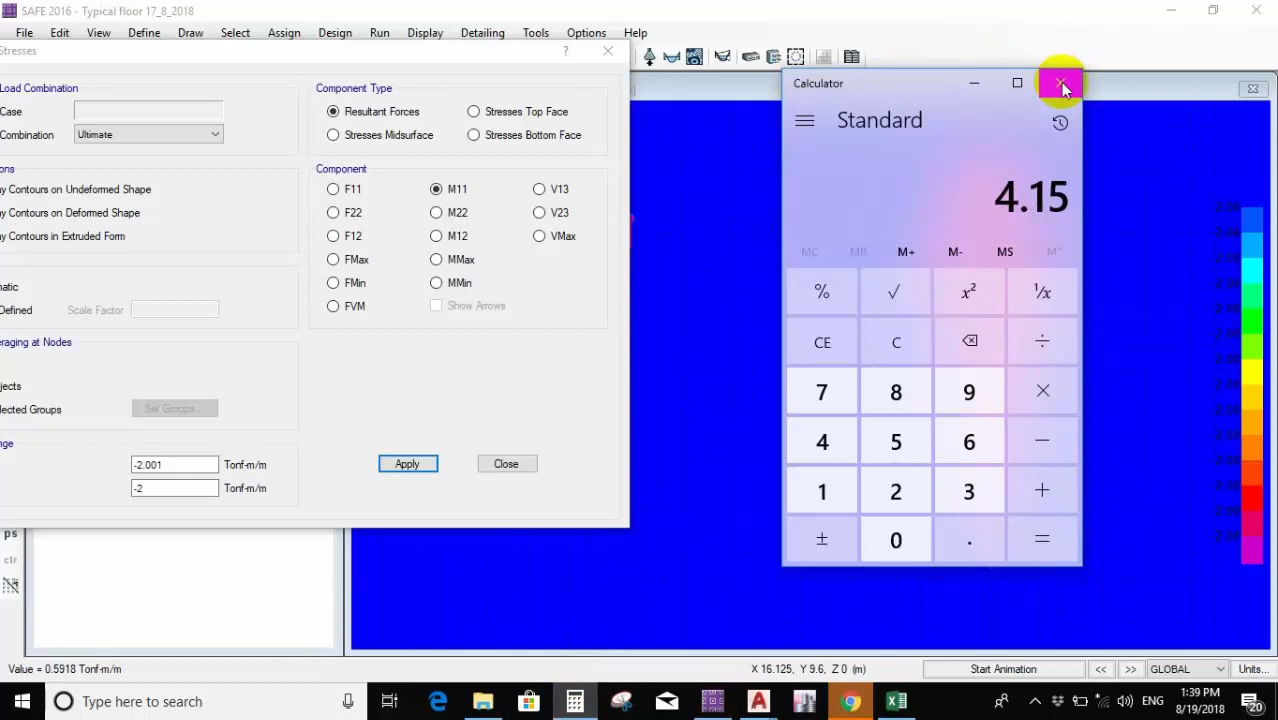 SAFE 2016 - Typical floor 17_8_2018
File Edit View Define Draw Select Assign Design Run Display Detailing Tools Options Help
Stresses
Load Combination
Case
Combination Ultimate
ons
ay Contours on Undeformed Shape
ay Contours on Deformed Shape
ay Contours in Extruded Form
matic
Defined Scale Factor
eraging at Nodes
jects
lected Groups Set Groups...
nge
-2.001 Tonf-m/m
-2 Tonf-m/m
Component Type
Resultant Forces Stresses Top Face
Stresses Midsurface Stresses Bottom Face
Component
F11 M11 V13
F22 M22 V23
F12 M12 VMax
FMax MMax
FMin MMin
FVM Show Arrows
Apply Close
Calculator
Standard
4.15
MC MR M+ M- MS M˅
% √ x² ¹/x
CE C ⌫ ÷
7 8 9 ×
4 5 6 −
1 2 3 +
± 0 . =
ps
clr
Value = 0.5918 Tonf-m/m X 16.125, Y 9.6, Z 0 (m) Start Animation << >> GLOBAL Units...
Type here to search
ENG
1:39 PM
8/19/2018
20